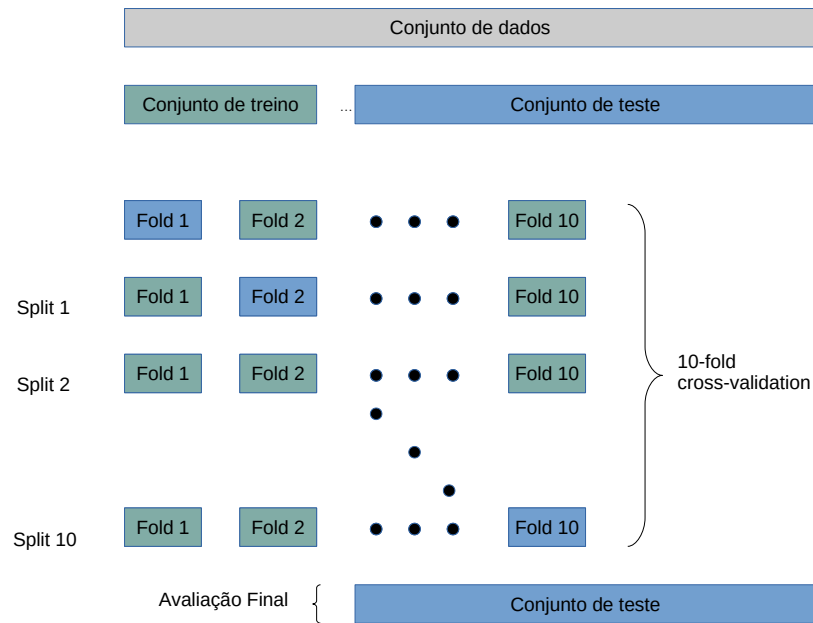 Conjunto de dados
Conjunto de treino ... Conjunto de teste
Fold 1 Fold 2 Fold 10
Split 1 Fold 1 Fold 2 Fold 10
Split 2 Fold 1 Fold 2 Fold 10
10-fold
cross-validation
Split 10 Fold 1 Fold 2 Fold 10
Avaliação Final Conjunto de teste